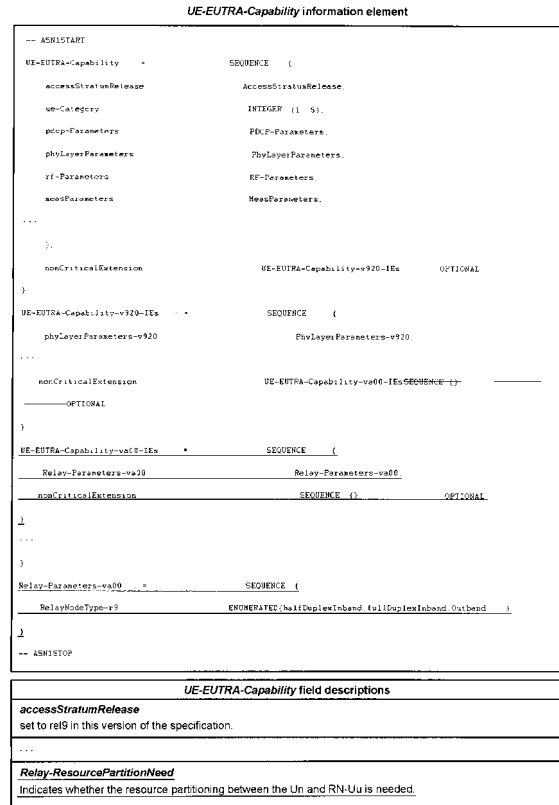 UE-EUTRA-Capability information element
-- ASN1START
UE-EUTRA-Capability = SEQUENCE {
accessStratumRelease AccessStratumRelease,
ue-Category INTEGER (1 5),
pdcp-Parameters PDCP-Parameters,
phyLayerParameters PhyLayerParameters,
rf-Parameters RF-Parameters,
measParameters MeasParameters,
...
},
nonCriticalExtension UE-EUTRA-Capability-v920-IEs OPTIONAL
}
UE-EUTRA-Capability-v920-IEs = SEQUENCE {
phyLayerParameters-v920 PhyLayerParameters-v920,
...
nonCriticalExtension UE-EUTRA-Capability-va00-IEsSEQUENCE {}
OPTIONAL
}
UE-EUTRA-Capability-va00-IEs = SEQUENCE {
Relay-Parameters-va00 Relay-Parameters-va00,
nonCriticalExtension SEQUENCE {} OPTIONAL
}
...
}
Relay-Parameters-va00 = SEQUENCE {
RelayNodeType-r9 ENUMERATED{halfDuplexInband,fullDuplexInband,Outband }
}
-- ASN1STOP
UE-EUTRA-Capability field descriptions
accessStratumRelease
set to rel9 in this version of the specification.
...
Relay-ResourcePartitionNeed
Indicates whether the resource partitioning between the Un and RN-Uu is needed.